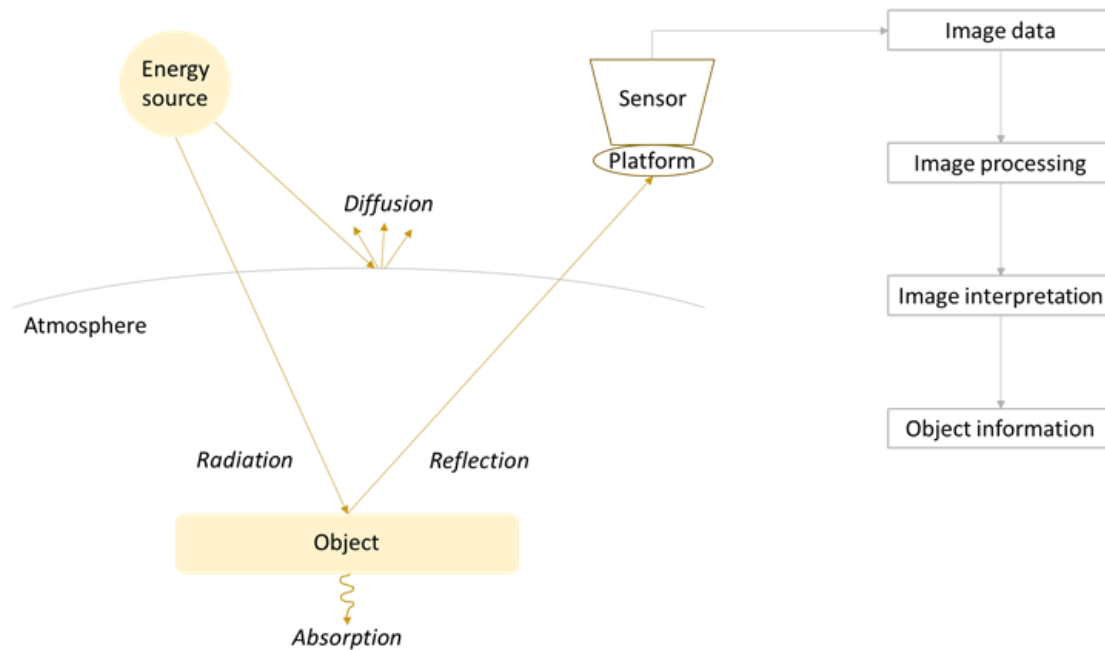 Energy
source
Diffusion
Atmosphere
Radiation
Reflection
Object
Absorption
Sensor
Platform
Image data
Image processing
Image interpretation
Object information